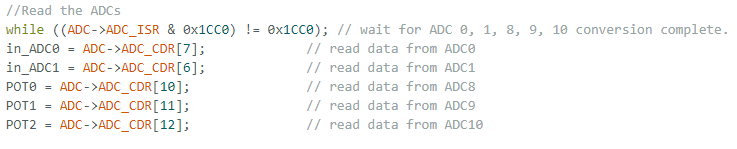 //Read the ADCs
while ((ADC->ADC_ISR & 0x1CC0) != 0x1CC0); // wait for ADC 0, 1, 8, 9, 10 conversion complete.
in_ADC0 = ADC->ADC_CDR[7]; // read data from ADC0
in_ADC1 = ADC->ADC_CDR[6]; // read data from ADC1
POT0 = ADC->ADC_CDR[10]; // read data from ADC8
POT1 = ADC->ADC_CDR[11]; // read data from ADC9
POT2 = ADC->ADC_CDR[12]; // read data from ADC10